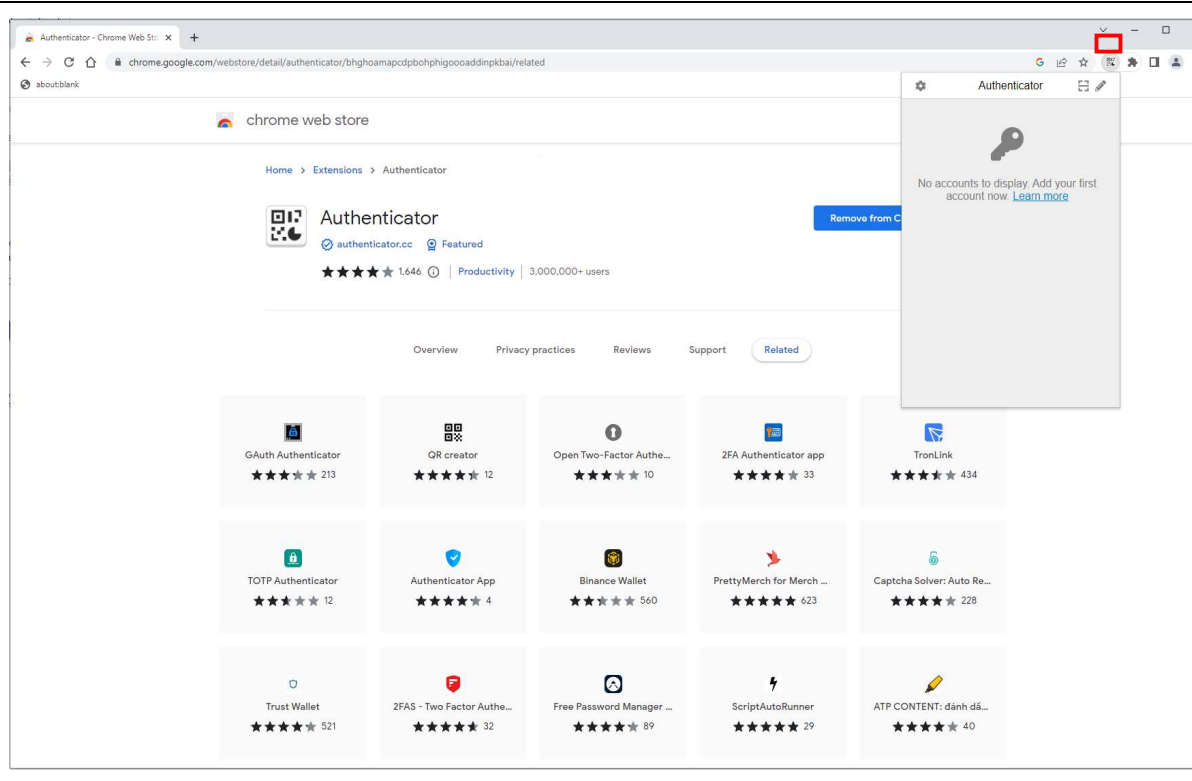 Authenticator - Chrome Web Sto
chrome.google.com/webstore/detail/authenticator/bhghoamapcdpbohphigoooaddinpkbai/related
about:blank
Authenticator
chrome web store
No accounts to display. Add your first
account now. Learn more
Home > Extensions > Authenticator
Authenticator
Remove from C
authenticator.cc Featured
1,646 Productivity 3,000,000+ users
Overview Privacy practices Reviews Support Related
GAuth Authenticator QR creator Open Two-Factor Authe... 2FA Authenticator app TronLink
213 12 10 33 434
TOTP Authenticator Authenticator App Binance Wallet PrettyMerch for Merch ... Captcha Solver: Auto Re...
12 4 560 623 228
Trust Wallet 2FAS - Two Factor Authe... Free Password Manager ... ScriptAutoRunner ATP CONTENT: đánh dấ...
521 32 89 29 40